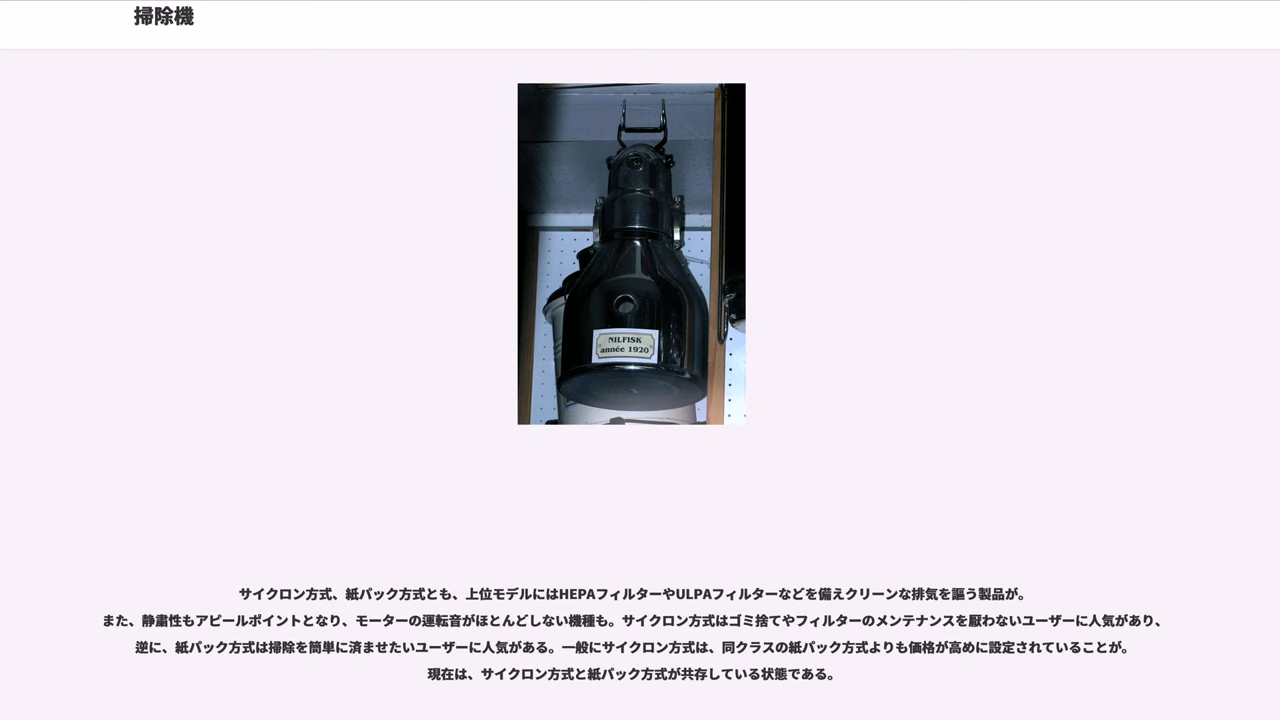 掃除機
NILFISK
année 1920
サイクロン方式、紙パック方式とも、上位モデルにはHEPAフィルターやULPAフィルターなどを備えクリーンな排気を謳う製品が。
また、静粛性もアピールポイントとなり、モーターの運転音がほとんどしない機種も。サイクロン方式はゴミ捨てやフィルターのメンテナンスを厭わないユーザーに人気があり、
逆に、紙パック方式は掃除を簡単に済ませたいユーザーに人気がある。一般にサイクロン方式は、同クラスの紙パック方式よりも価格が高めに設定されていることが。
現在は、サイクロン方式と紙パック方式が共存している状態である。